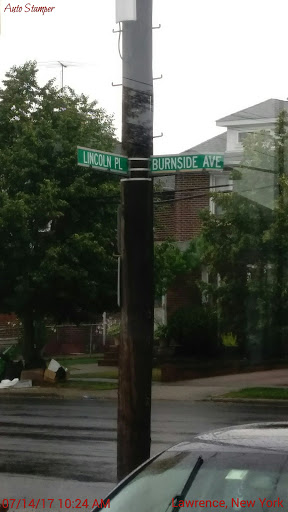 Auto Stamper
LINCOLN PL
BURNSIDE AVE
07/14/17 10:24 AM
Lawrence, New York